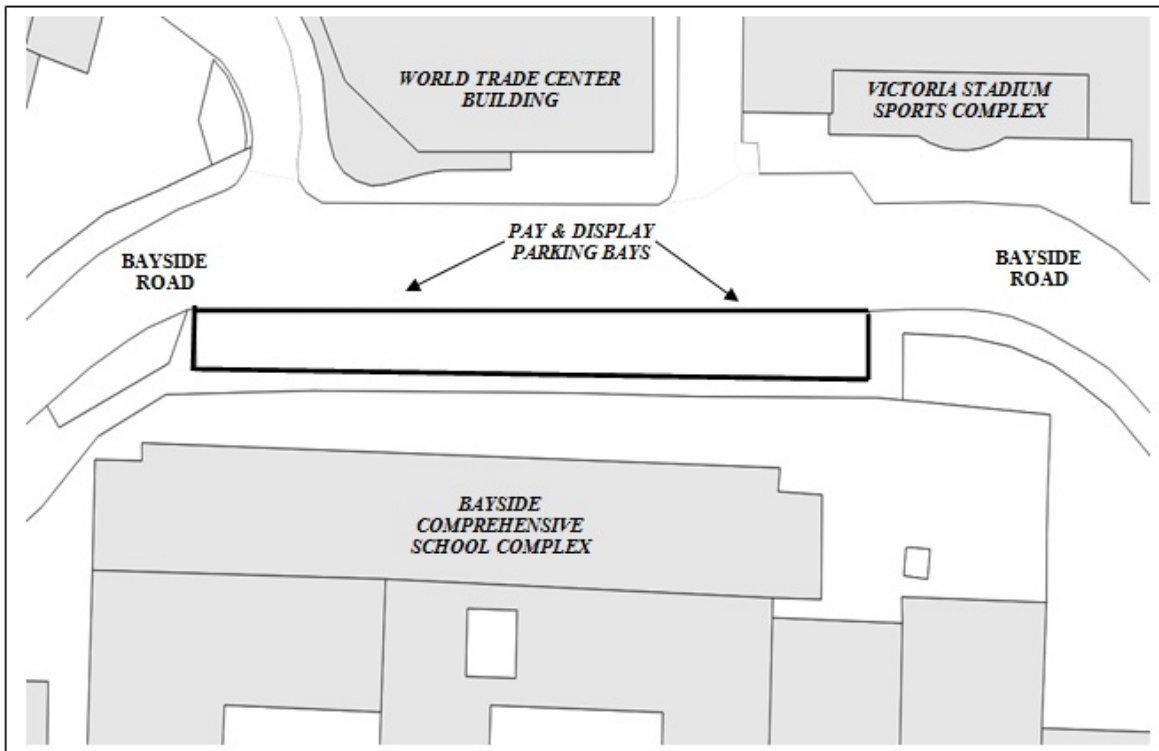 WORLD TRADE CENTER
BUILDING
VICTORIA STADIUM
SPORTS COMPLEX
PAY & DISPLAY
PARKING BAYS
BAYSIDE
ROAD
BAYSIDE
ROAD
BAYSIDE
COMPREHENSIVE
SCHOOL COMPLEX